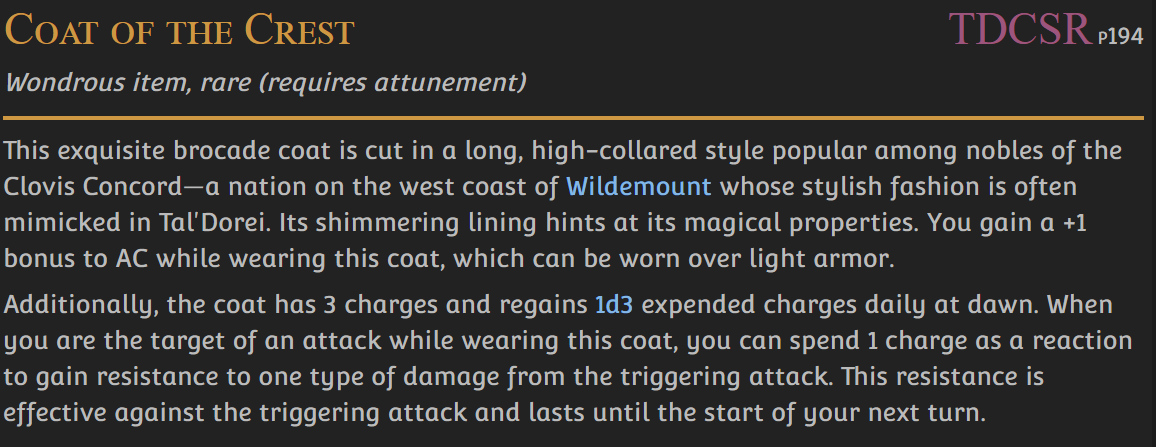 Coat of the Crest TDCSR P194
Wondrous item, rare (requires attunement)
This exquisite brocade coat is cut in a long, high-collared style popular among nobles of the
Clovis Concord—a nation on the west coast of Wildemount whose stylish fashion is often
mimicked in Tal'Dorei. Its shimmering lining hints at its magical properties. You gain a +1
bonus to AC while wearing this coat, which can be worn over light armor.
Additionally, the coat has 3 charges and regains 1d3 expended charges daily at dawn. When
you are the target of an attack while wearing this coat, you can spend 1 charge as a reaction
to gain resistance to one type of damage from the triggering attack. This resistance is
effective against the triggering attack and lasts until the start of your next turn.